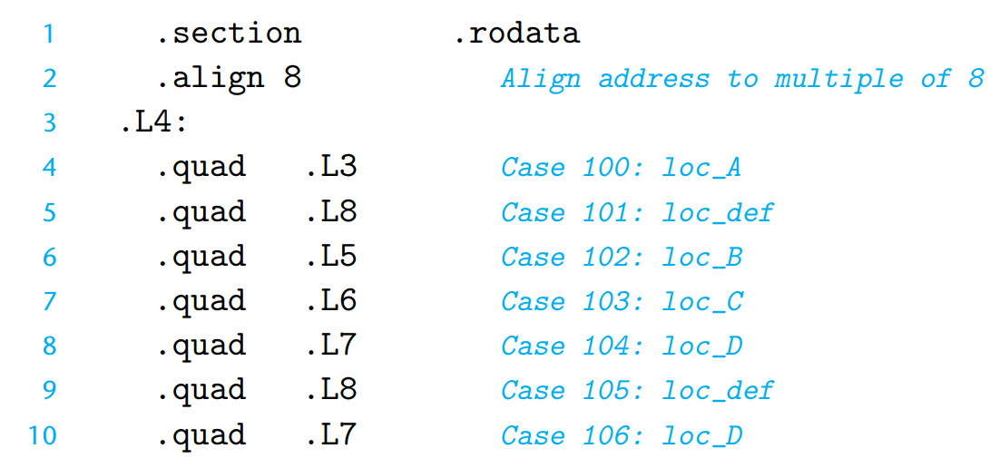 1 .section .rodata
2 .align 8 Align address to multiple of 8
3 .L4:
4 .quad .L3 Case 100: loc_A
5 .quad .L8 Case 101: loc_def
6 .quad .L5 Case 102: loc_B
7 .quad .L6 Case 103: loc_C
8 .quad .L7 Case 104: loc_D
9 .quad .L8 Case 105: loc_def
10 .quad .L7 Case 106: loc_D